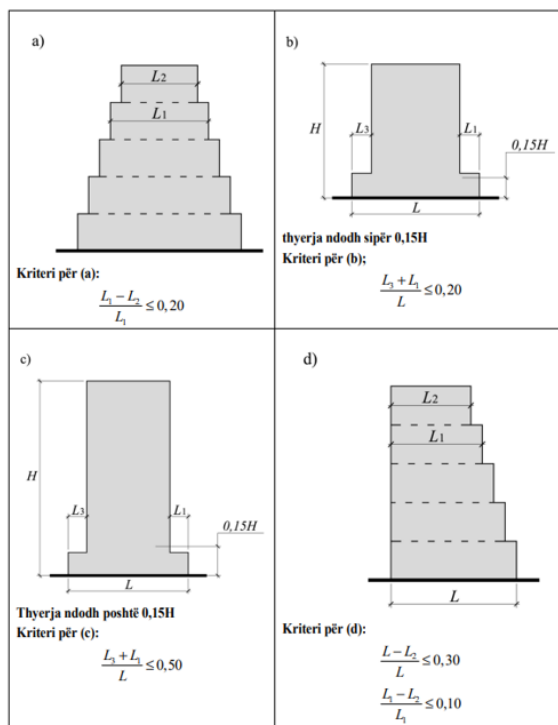 a)
L2
L1
Kriteri për (a):
(L₁ − L₂) / L₁ ≤ 0,20
b)
H
L3
L1
0,15H
L
thyerja ndodh sipër 0,15H
Kriteri për (b);
(L₃ + L₁) / L ≤ 0,20
c)
H
L3
L1
0,15H
L
Thyerja ndodh poshtë 0,15H
Kriteri për (c):
(L₃ + L₁) / L ≤ 0,50
d)
L2
L1
L
Kriteri për (d):
(L − L₂) / L ≤ 0,30
(L₁ − L₂) / L₁ ≤ 0,10